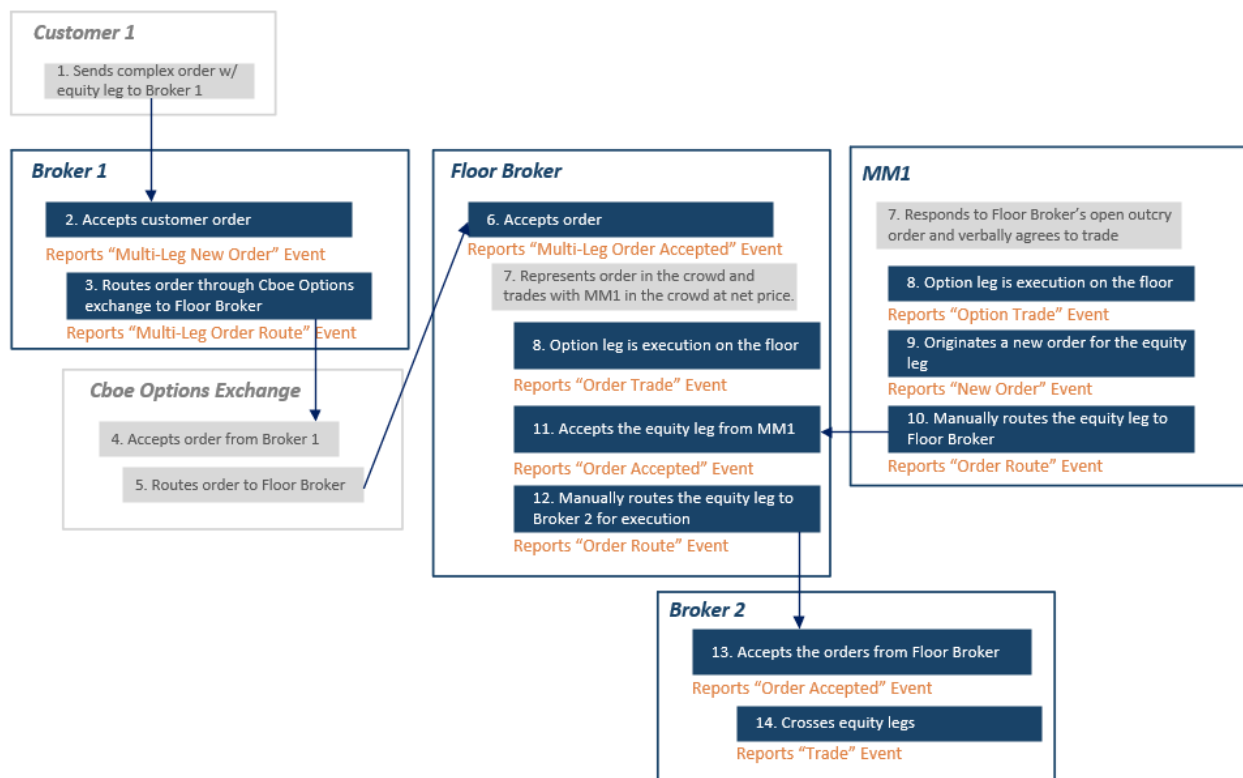 Customer 1
1. Sends complex order w/
equity leg to Broker 1
Broker 1
2. Accepts customer order
Reports “Multi-Leg New Order” Event
3. Routes order through Cboe Options
exchange to Floor Broker
Reports “Multi-Leg Order Route” Event
Cboe Options Exchange
4. Accepts order from Broker 1
5. Routes order to Floor Broker
Floor Broker
6. Accepts order
Reports “Multi-Leg Order Accepted” Event
7. Represents order in the crowd and
trades with MM1 in the crowd at net price.
8. Option leg is execution on the floor
Reports “Order Trade” Event
11. Accepts the equity leg from MM1
Reports “Order Accepted” Event
12. Manually routes the equity leg to
Broker 2 for execution
Reports “Order Route” Event
MM1
7. Responds to Floor Broker’s open outcry
order and verbally agrees to trade
8. Option leg is execution on the floor
Reports “Option Trade” Event
9. Originates a new order for the equity
leg
Reports “New Order” Event
10. Manually routes the equity leg to
Floor Broker
Reports “Order Route” Event
Broker 2
13. Accepts the orders from Floor Broker
Reports “Order Accepted” Event
14. Crosses equity legs
Reports “Trade” Event